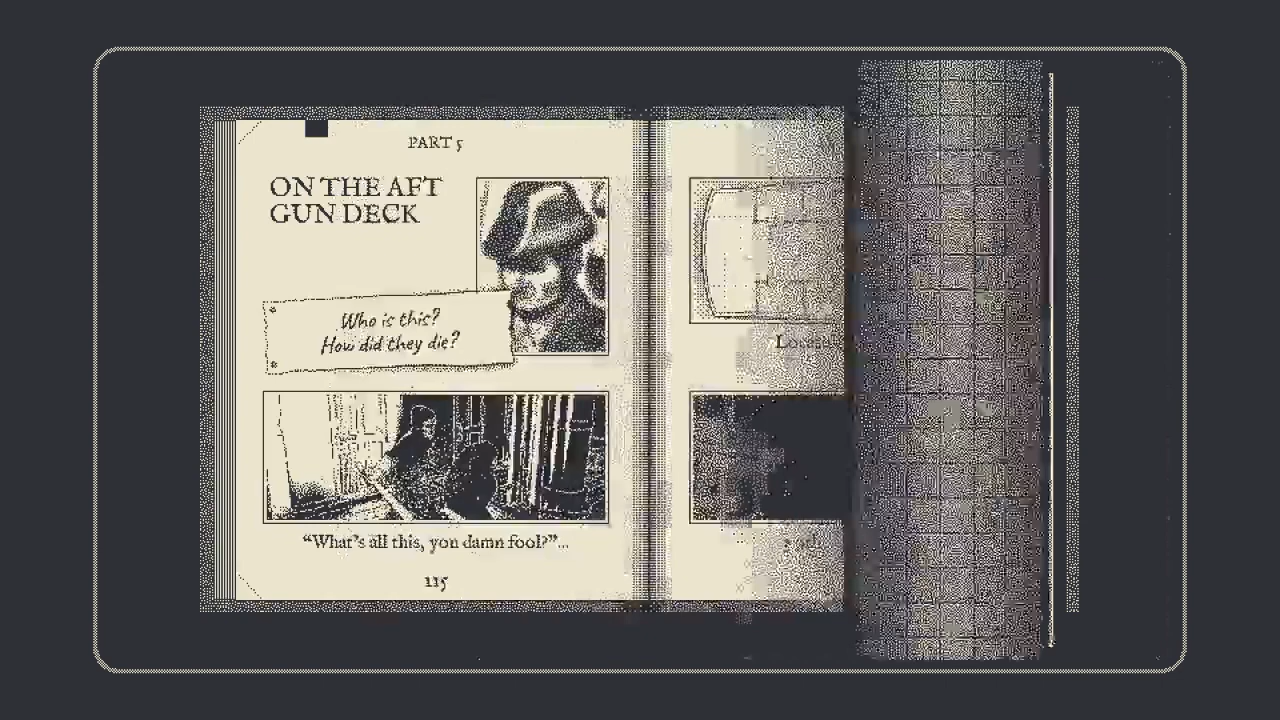 PART 5
ON THE AFT
GUN DECK
Who is this?
How did they die?
"What's all this, you damn fool?"...
115